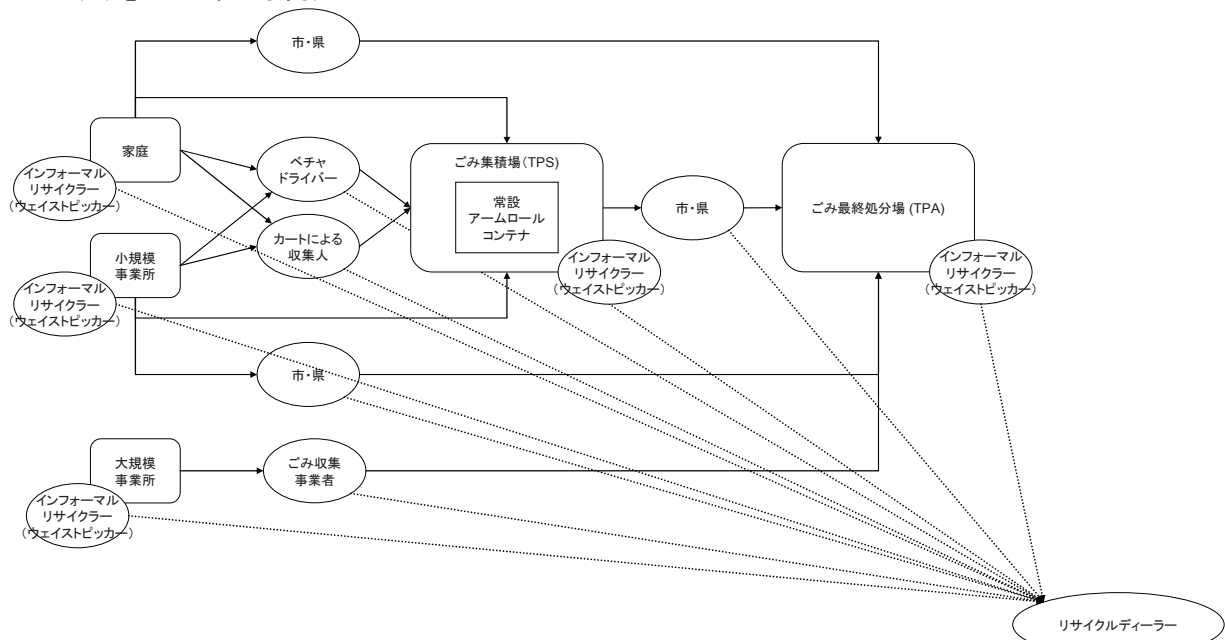 市・県
家庭
インフォーマル
リサイクラー
(ウェイストピッカー)
ベチャ
ドライバー
カートによる
収集人
小規模
事業所
インフォーマル
リサイクラー
(ウェイストピッカー)
ごみ集積場(TPS)
常設
アームロール
コンテナ
インフォーマル
リサイクラー
(ウェイストピッカー)
市・県
ごみ最終処分場 (TPA)
インフォーマル
リサイクラー
(ウェイストピッカー)
市・県
大規模
事業所
インフォーマル
リサイクラー
(ウェイストピッカー)
ごみ収集
事業者
リサイクルディーラー